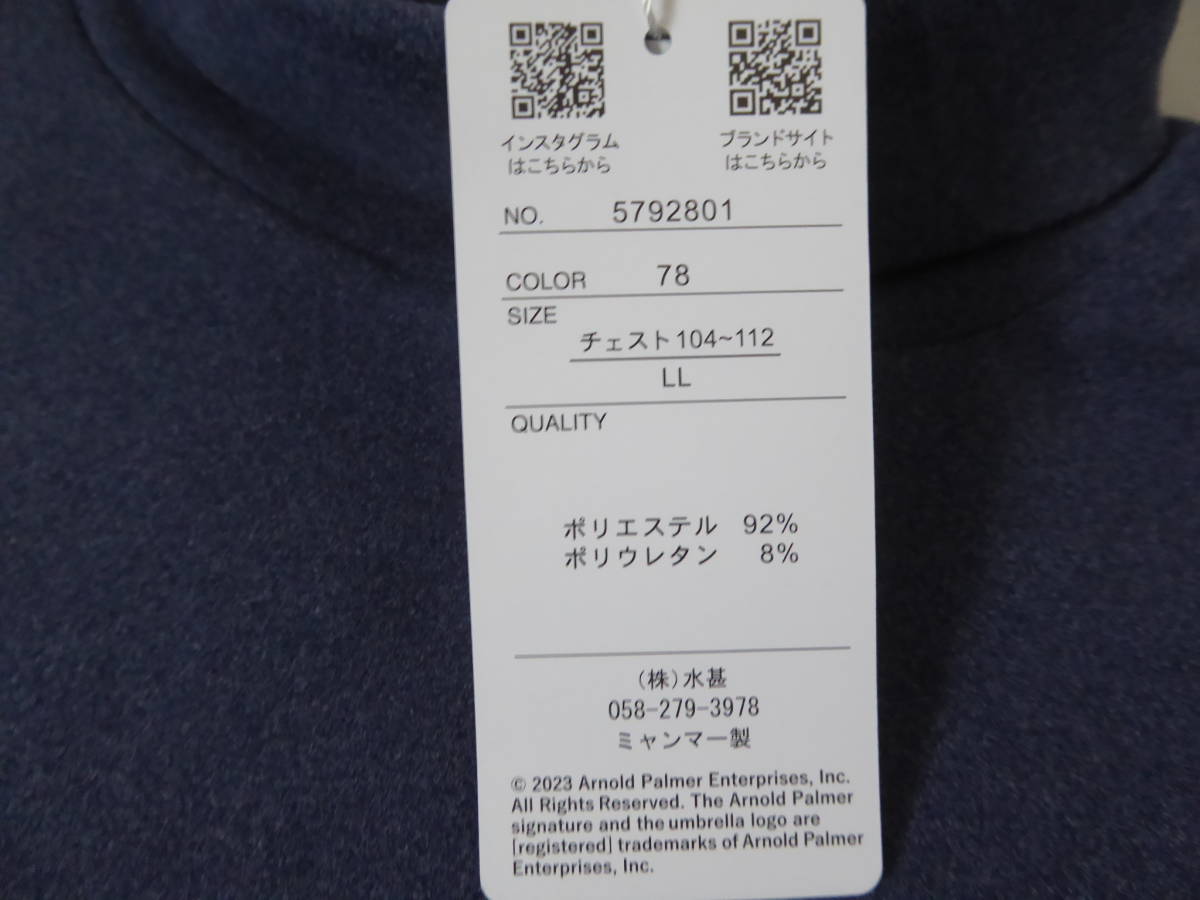 インスタグラム
はこちらから
ブランドサイト
はこちらから
NO. 5792801
COLOR 78
SIZE
チェスト104~112
LL
QUALITY
ポリエステル 92%
ポリウレタン 8%
(株)水甚
058-279-3978
ミャンマー製
© 2023 Arnold Palmer Enterprises, Inc.
All Rights Reserved. The Arnold Palmer
signature and the umbrella logo are
[registered] trademarks of Arnold Palmer
Enterprises, Inc.